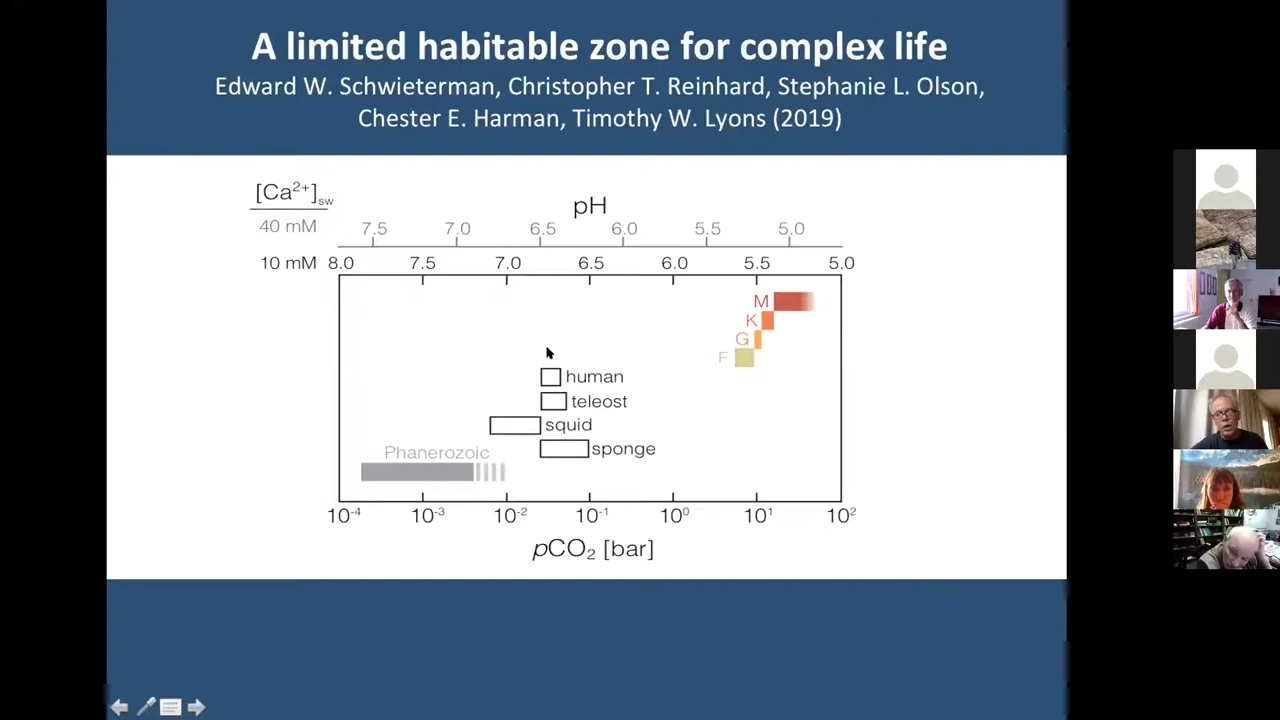 A limited habitable zone for complex life
Edward W. Schwieterman, Christopher T. Reinhard, Stephanie L. Olson,
Chester E. Harman, Timothy W. Lyons (2019)
[Ca²⁺]sw
pH
40 mM 7.5 7.0 6.5 6.0 5.5 5.0
10 mM 8.0 7.5 7.0 6.5 6.0 5.5 5.0
M
K
G
F
human
teleost
squid
sponge
Phanerozoic
10⁻⁴ 10⁻³ 10⁻² 10⁻¹ 10⁰ 10¹ 10²
pCO₂ [bar]